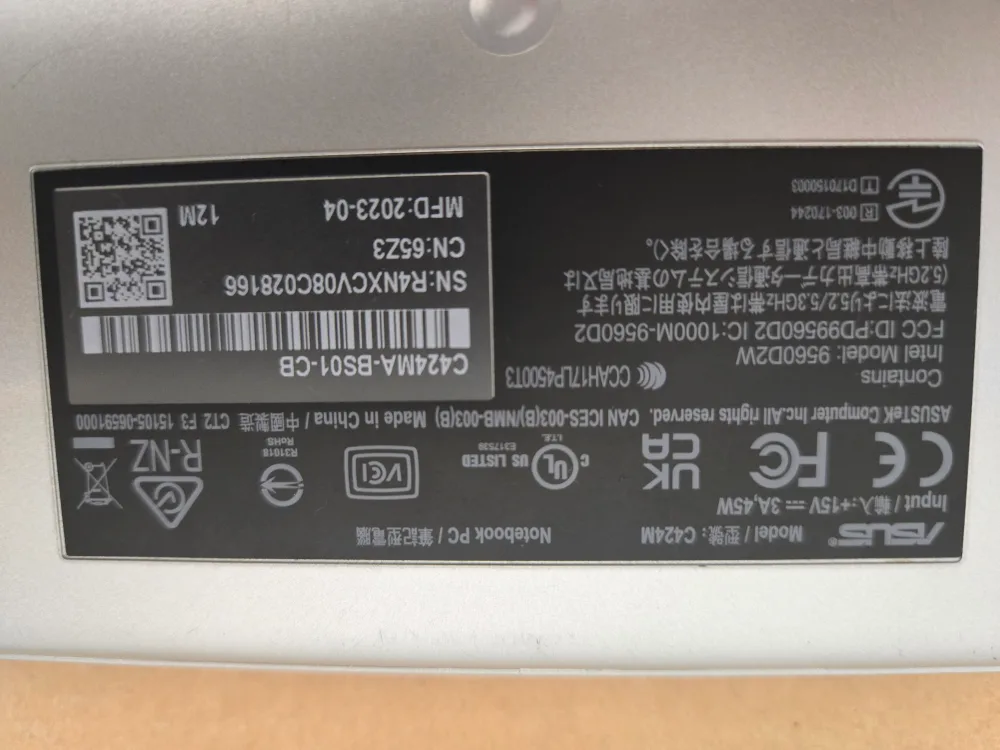 ASUS® Model / 型號 : C424M Notebook PC / 筆記型電腦
Input / 輸入:+15V ⎓ 3A,45W
CE FC UK CA c UL US LISTED I.T.E. E317539 VCI R31018 RoHS R-NZ
ASUSTeK Computer Inc.All rights reserved. CAN ICES-003(B)/NMB-003(B) Made in China / 中國製造 CT2 F3 15105-06591000
Contains
Intel Model: 9560D2W
FCC ID:PD99560D2 IC:1000M-9560D2
電波法により5.2/5.3GHz帯は屋内使用に限ります
(5.2GHz帯高出力データ通信システムの基地局又は
陸上移動中継局と通信する場合を除く)。
R 003-170244
T D170150003
CCAH17LP4500T3
C424MA-BS01-CB
SN:R4NXCV08C028166
CN:65Z3
MFD:2023-04 12M